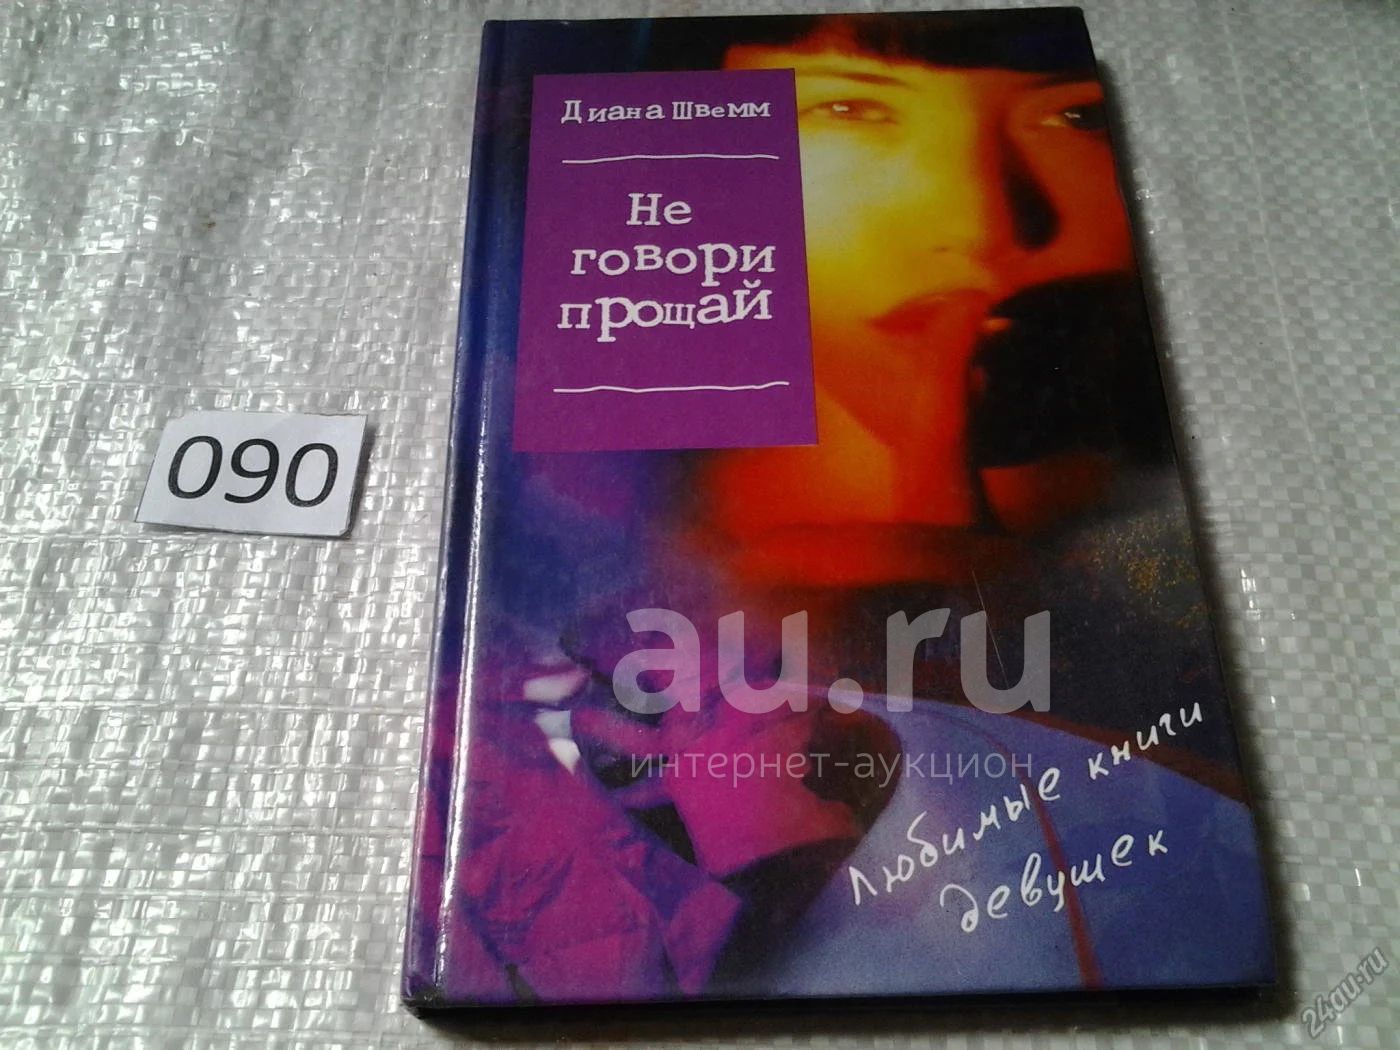 Диана Швемм
Не
говори
прощай
090
au.ru
интернет-аукцион
Любимые книги
девушек
24au.ru